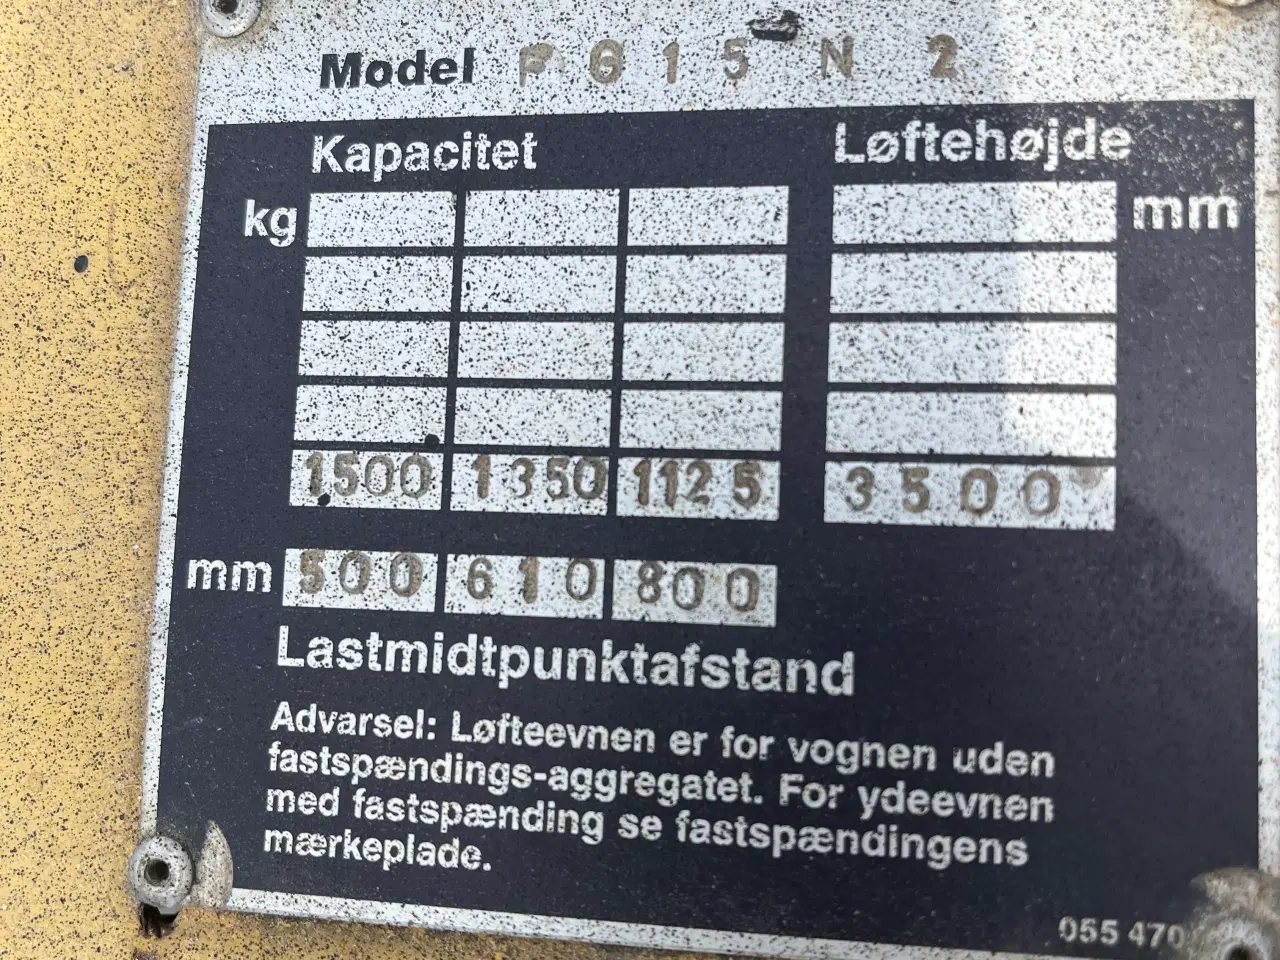 Model PG15 N 2
Kapacitet Løftehøjde
kg mm
1500 1350 1125 3500
mm 500 610 800
Lastmidtpunktafstand
Advarsel: Løfteevnen er for vognen uden
fastspændings-aggregatet. For ydeevnen
med fastspænding se fastspændingens
mærkeplade.
055 470